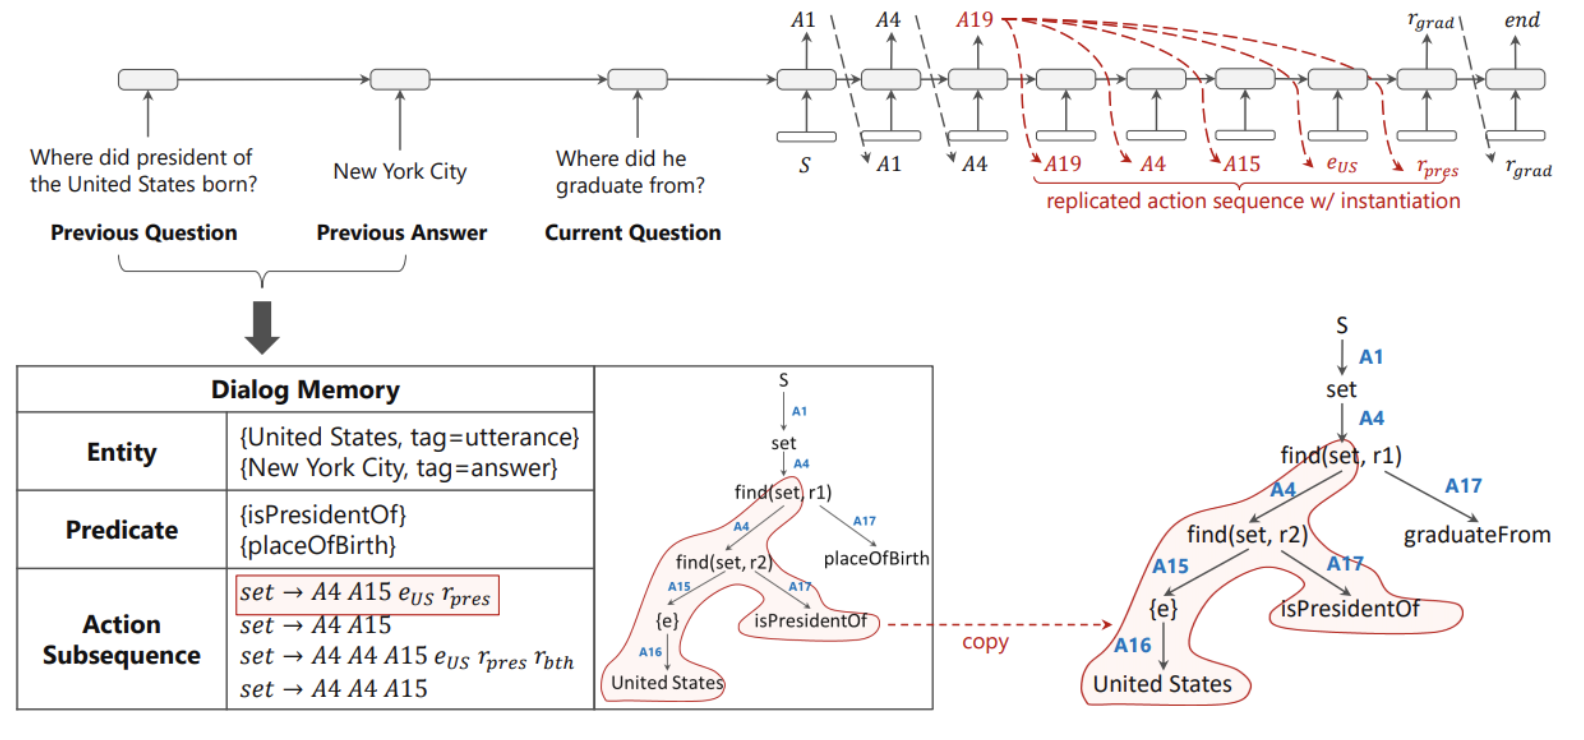 A1 A4 A19 r_grad end
Where did president of
the United States born?
New York City
Where did he
graduate from?
S A1 A4 A19 A4 A15 e_US r_pres r_grad
replicated action sequence w/ instantiation
Previous Question Previous Answer Current Question
Dialog Memory
Entity
{United States, tag=utterance}
{New York City, tag=answer}
Predicate
{isPresidentOf}
{placeOfBirth}
Action
Subsequence
set → A4 A15 e_US r_pres
set → A4 A15
set → A4 A4 A15 e_US r_pres r_bth
set → A4 A4 A15
S
A1
set
A4
find(set, r1)
A4 A17
find(set, r2) placeOfBirth
A15 A17
{e} isPresidentOf
A16
United States
copy
S
A1
set
A4
find(set, r1)
A4 A17
find(set, r2) graduateFrom
A15 A17
{e} isPresidentOf
A16
United States